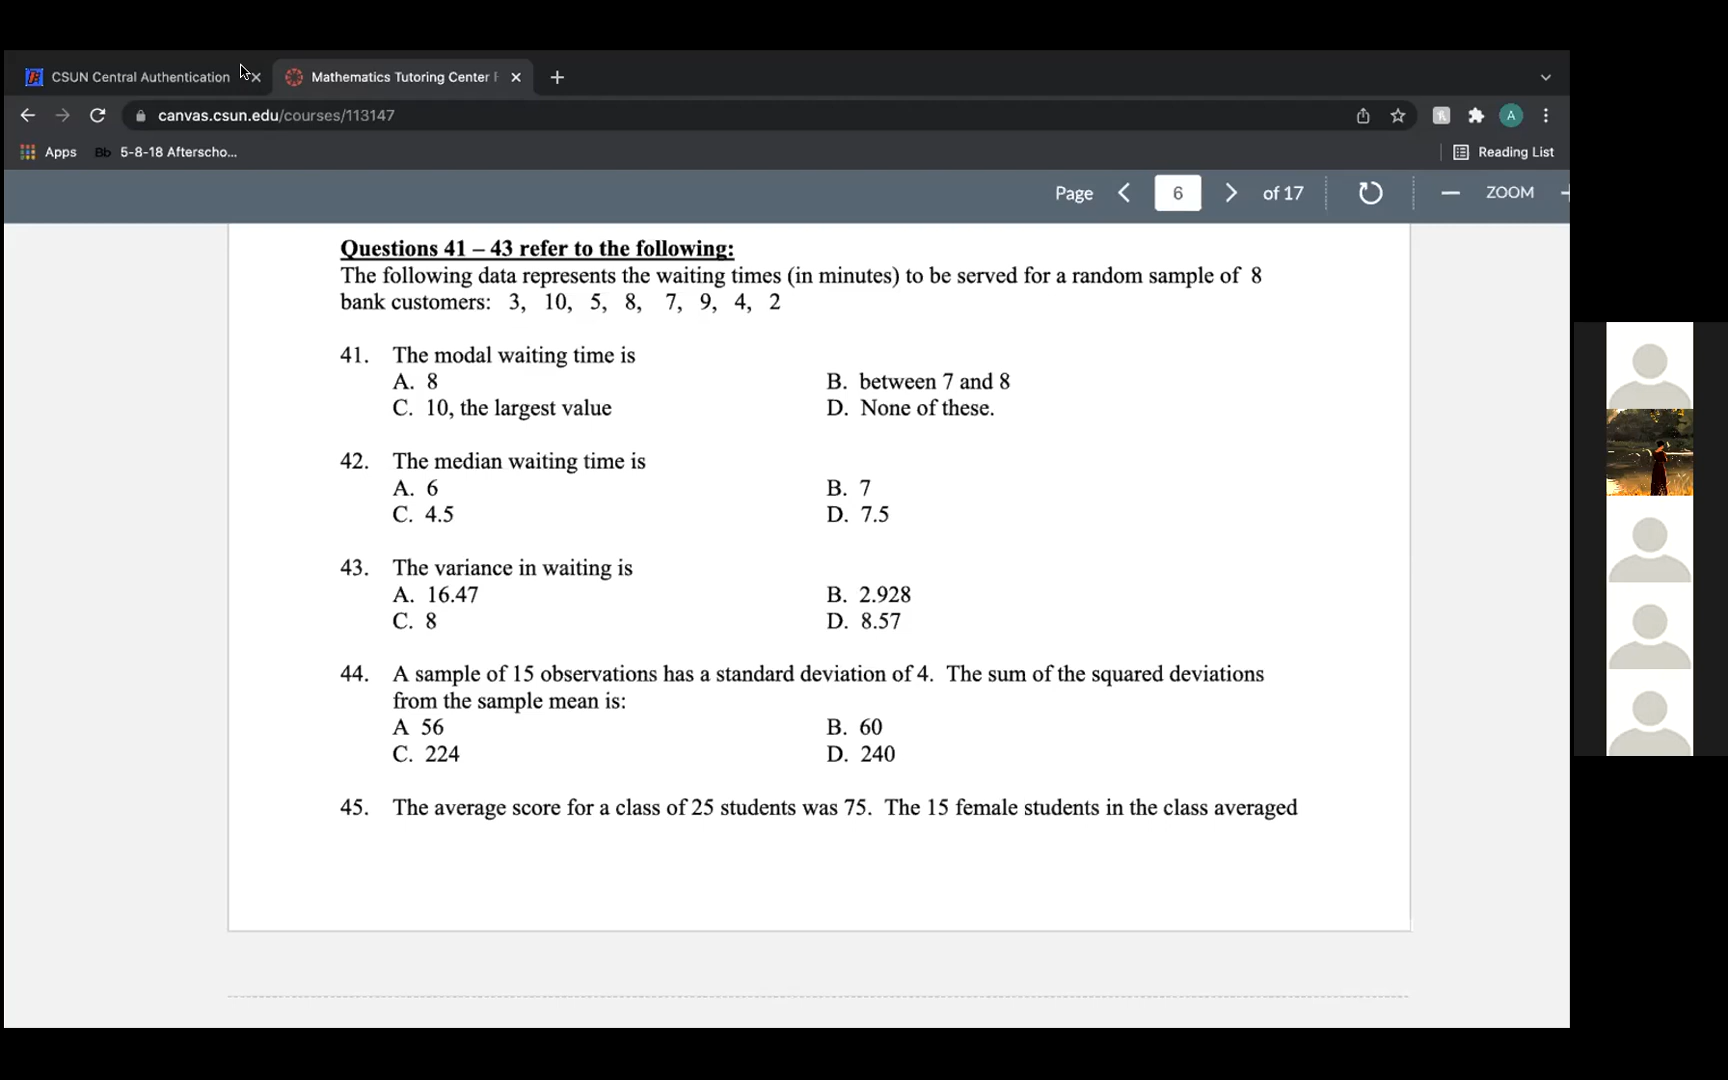 CSUN Central Authentication
Mathematics Tutoring Center
canvas.csun.edu/courses/113147
A
Apps
Bb 5-8-18 Afterscho...
Reading List
Page 6 of 17
ZOOM
Questions 41 – 43 refer to the following:
The following data represents the waiting times (in minutes) to be served for a random sample of 8
bank customers: 3, 10, 5, 8, 7, 9, 4, 2
41. The modal waiting time is
A. 8 B. between 7 and 8
C. 10, the largest value D. None of these.
42. The median waiting time is
A. 6 B. 7
C. 4.5 D. 7.5
43. The variance in waiting is
A. 16.47 B. 2.928
C. 8 D. 8.57
44. A sample of 15 observations has a standard deviation of 4. The sum of the squared deviations
from the sample mean is:
A 56 B. 60
C. 224 D. 240
45. The average score for a class of 25 students was 75. The 15 female students in the class averaged